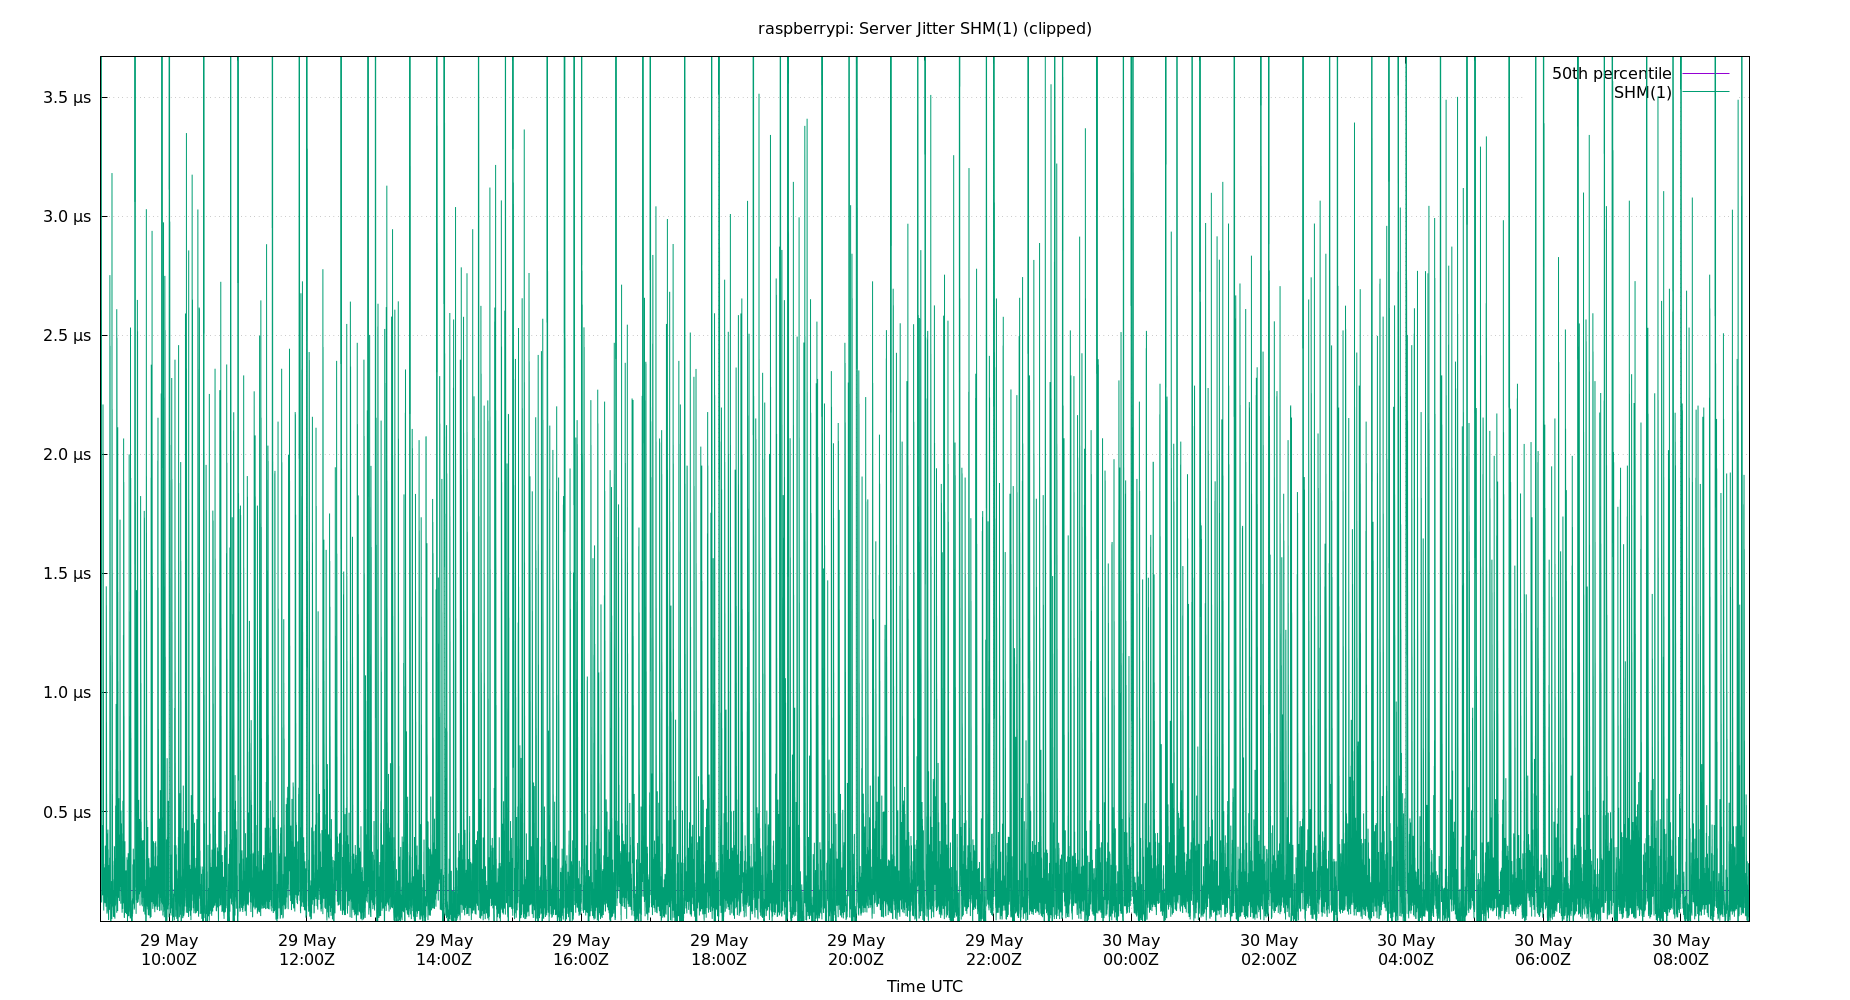 raspberrypi: Server Jitter SHM(1) (clipped)
50th percentile
SHM(1)
3.5 µs
3.0 µs
2.5 µs
2.0 µs
1.5 µs
1.0 µs
0.5 µs
29 May 29 May 29 May 29 May 29 May 29 May 29 May 30 May 30 May 30 May 30 May 30 May
10:00Z 12:00Z 14:00Z 16:00Z 18:00Z 20:00Z 22:00Z 00:00Z 02:00Z 04:00Z 06:00Z 08:00Z
Time UTC